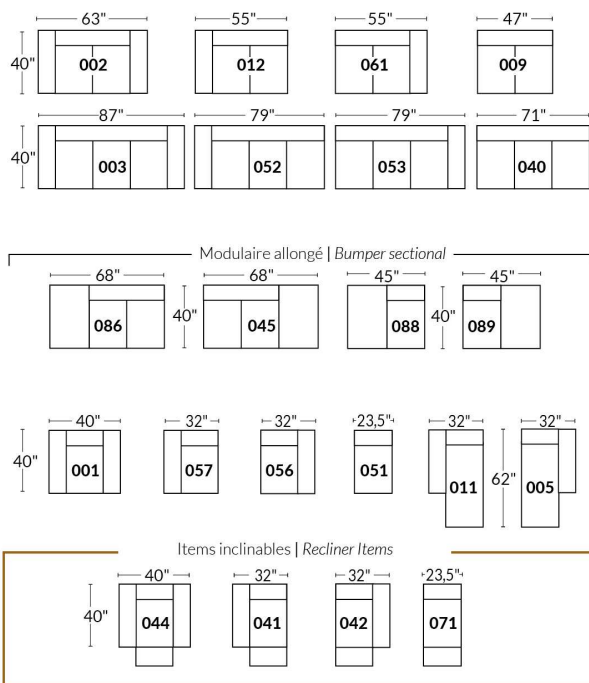 63" 55" 55" 47"
40" 002 012 061 009
87" 79" 79" 71"
40" 003 052 053 040
Modulaire allongé | Bumper sectional
68" 68" 45" 45"
086 40" 045 088 40" 089
40" 32" 32" 23,5" 32" 32"
40" 001 057 056 051 011 62" 005
Items inclinables | Recliner Items
40" 32" 32" 23,5"
40" 044 041 042 071